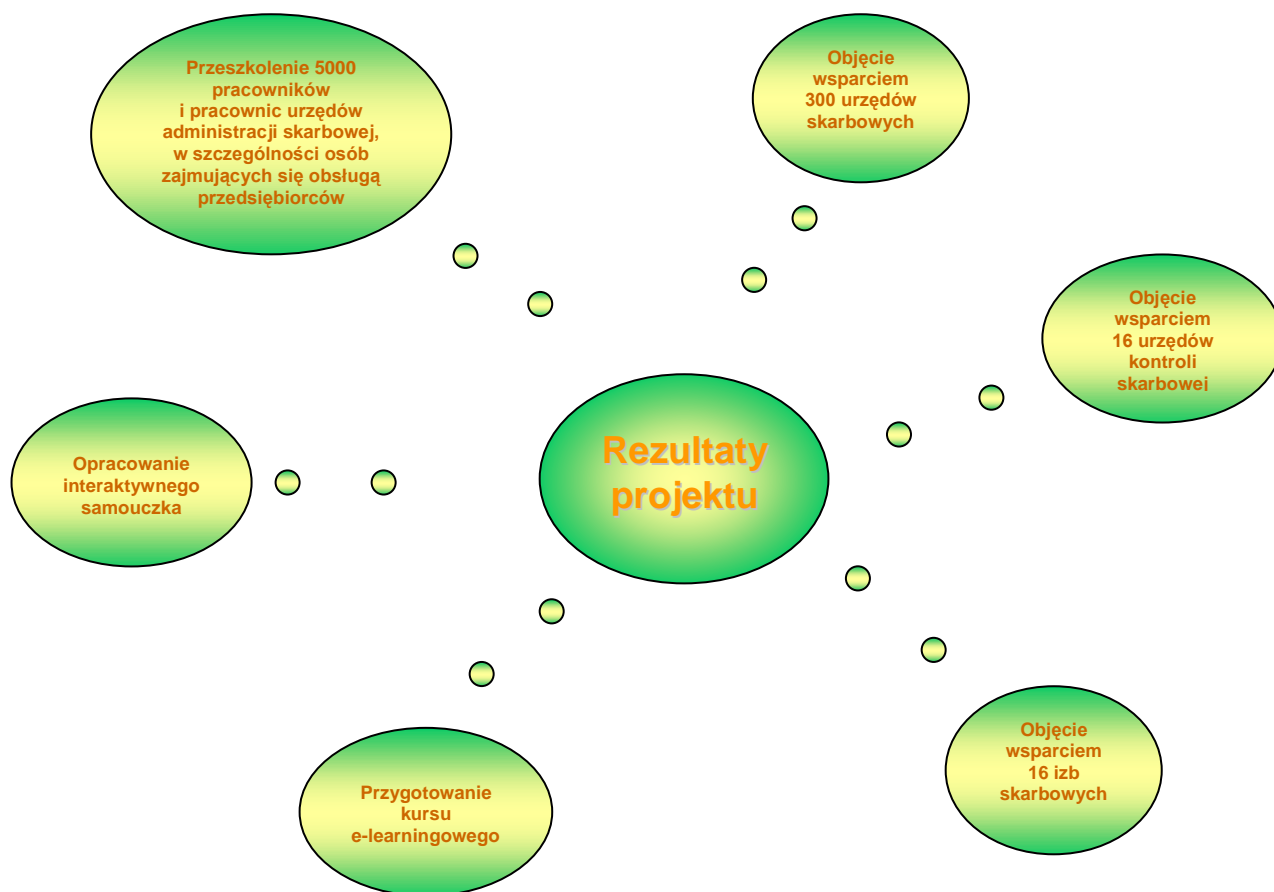 Przeszkolenie 5000
pracowników
i pracownic urzędów
administracji skarbowej,
w szczególności osób
zajmujących się obsługą
przedsiębiorców
Objęcie
wsparciem
300 urzędów
skarbowych
Objęcie
wsparciem
16 urzędów
kontroli
skarbowej
Rezultaty
projektu
Opracowanie
interaktywnego
samouczka
Objęcie
wsparciem
16 izb
skarbowych
Przygotowanie
kursu
e-learningowego